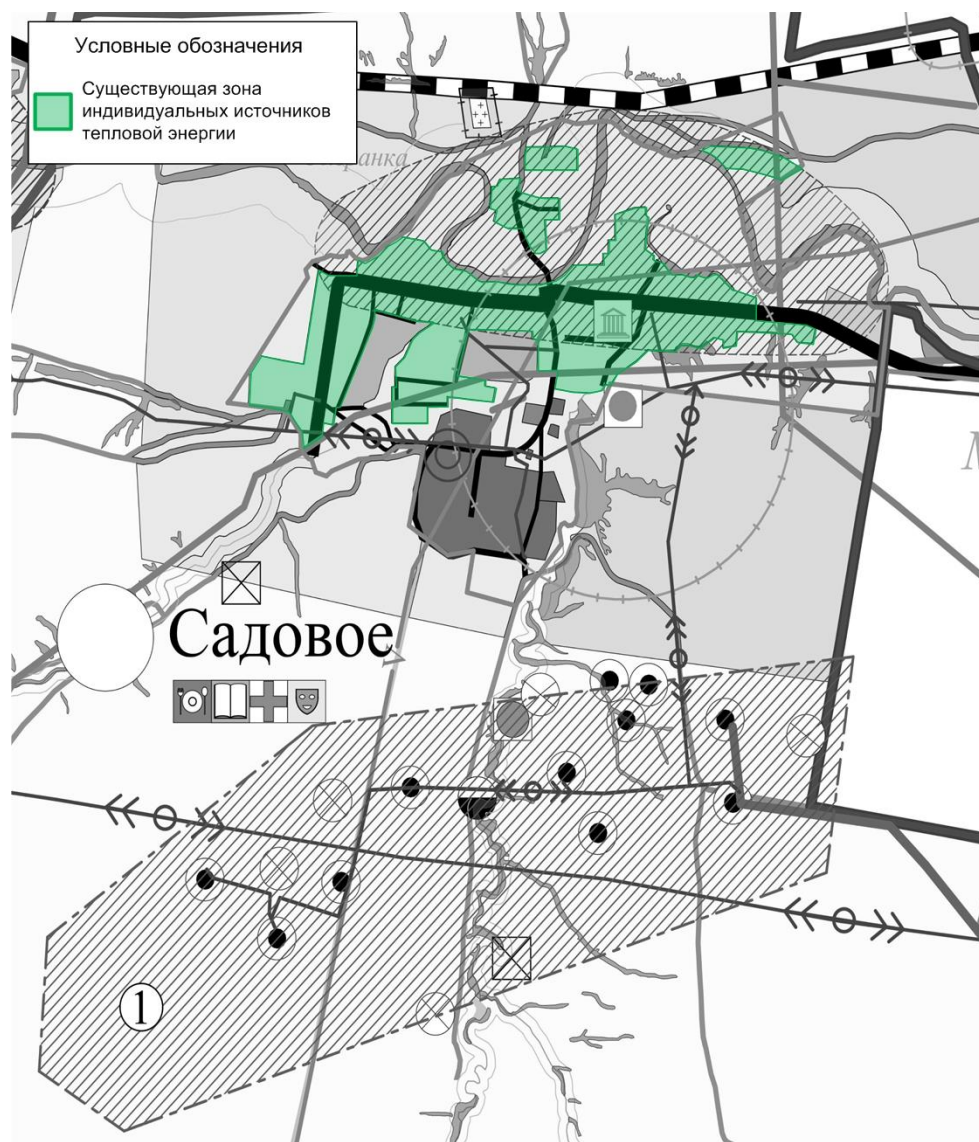 Условные обозначения
Существующая зона
индивидуальных источников
тепловой энергии
Садовое
1